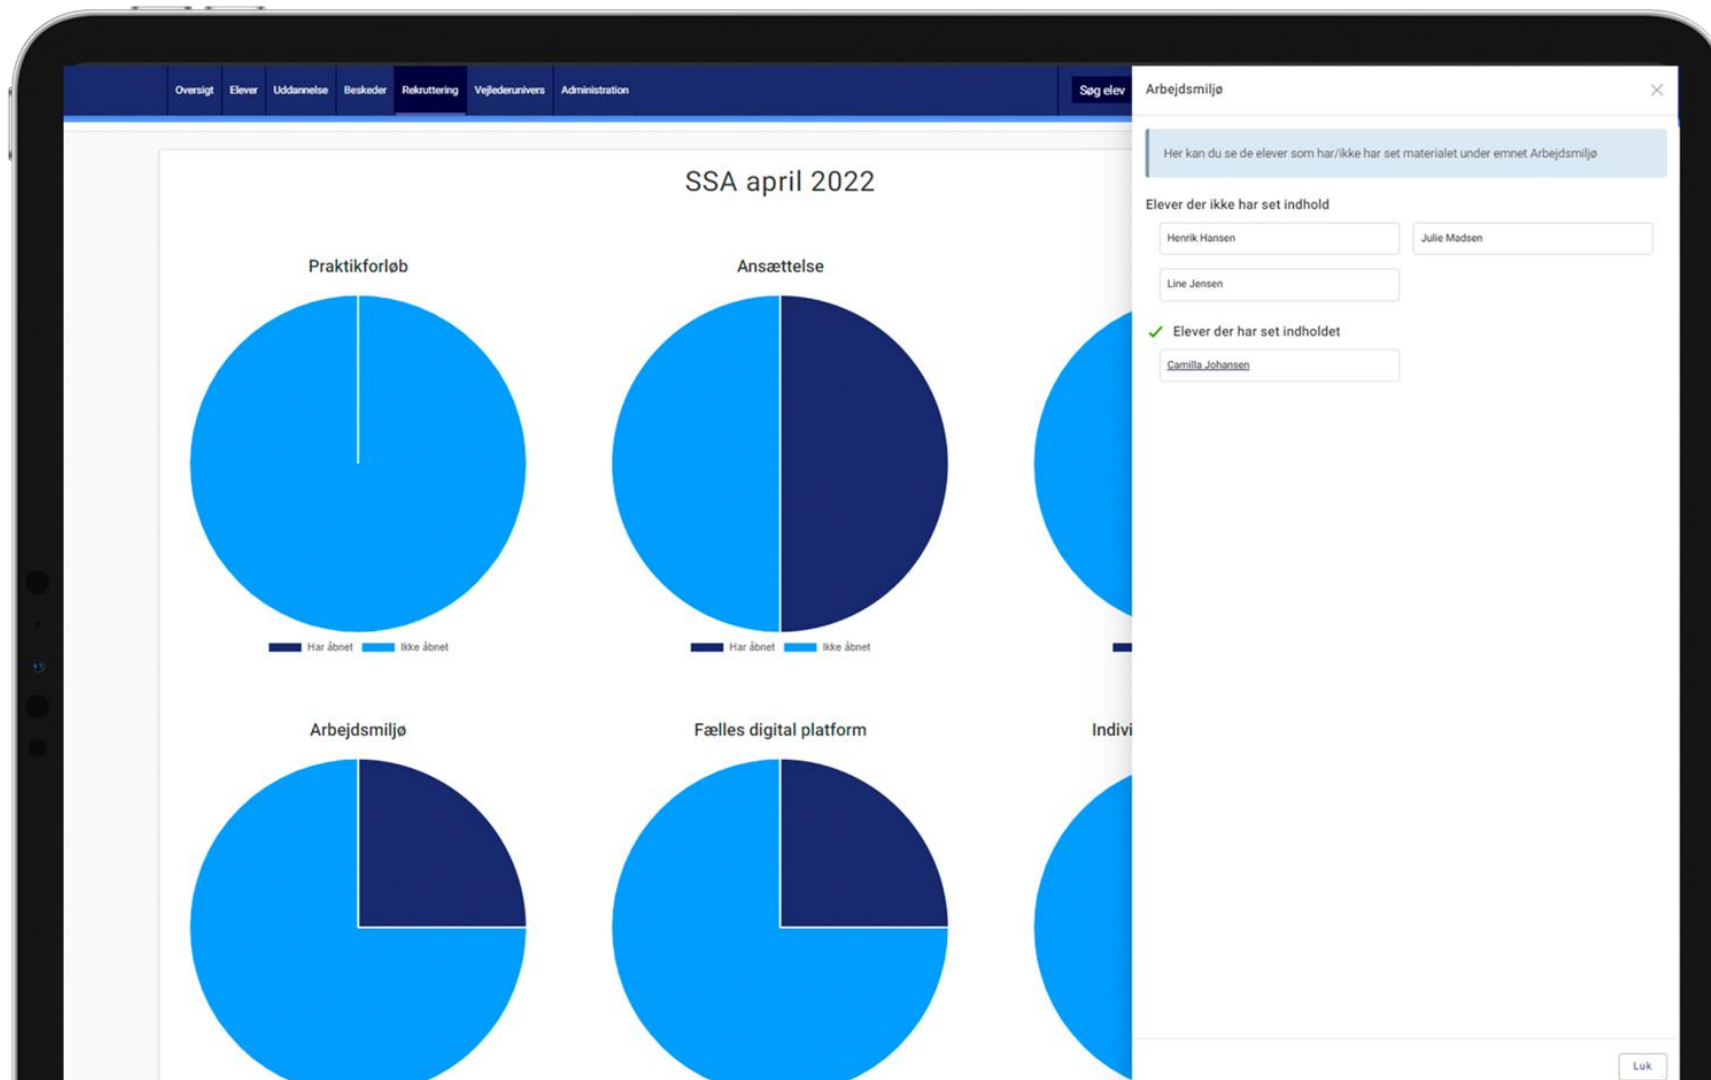 Oversigt Elever Uddannelse Beskeder Rekruttering Vejlederunivers Administration Søg elev
SSA april 2022
Praktikforløb
Ansættelse
Har åbnet Ikke åbnet
Har åbnet Ikke åbnet
Arbejdsmiljø
Fælles digital platform
Indivi
Arbejdsmiljø
Her kan du se de elever som har/ikke har set materialet under emnet Arbejdsmiljø
Elever der ikke har set indhold
Henrik Hansen
Julie Madsen
Line Jensen
Elever der har set indholdet
Camilla Johansen
Luk